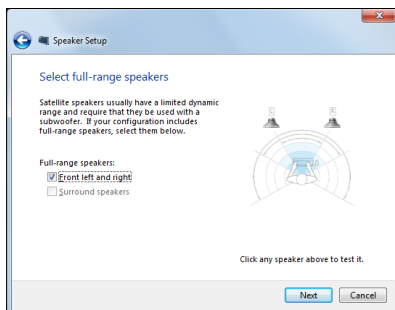 Speaker Setup
Select full-range speakers
Satellite speakers usually have a limited dynamic
range and require that they be used with a
subwoofer. If your configuration includes
full-range speakers, select them below.
Full-range speakers:
Front left and right
Surround speakers
L R
Click any speaker above to test it.
Next Cancel